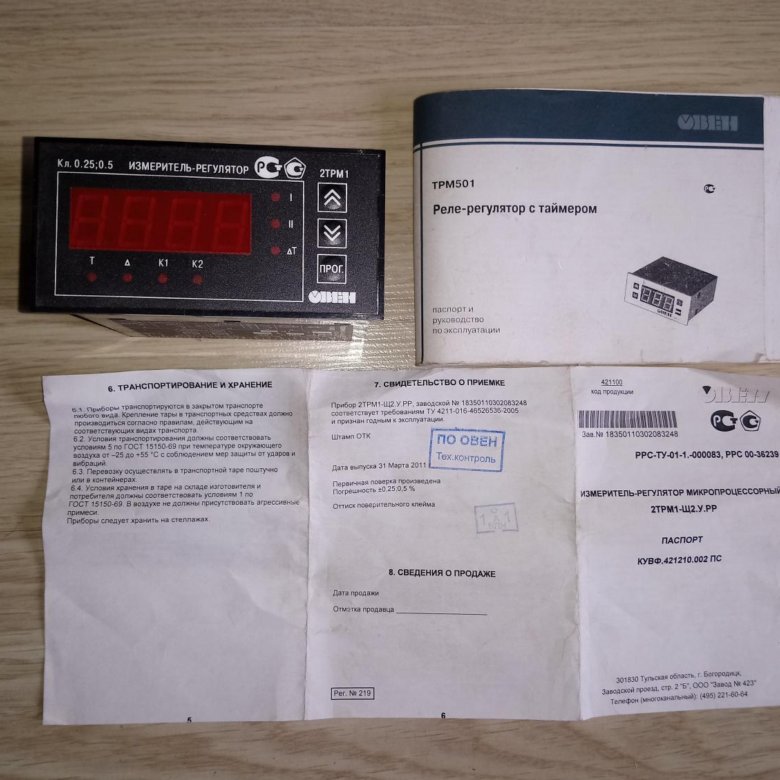 Кл. 0.25;0.5 ИЗМЕРИТЕЛЬ-РЕГУЛЯТОР РСТ С
2ТРМ1
I
II
ΔT
T Δ K1 K2
ПРОГ.
ОВЕН
ОВЕН
ТРМ501
Реле-регулятор с таймером
паспорт и
руководство
по эксплуатации
6. ТРАНСПОРТИРОВАНИЕ И ХРАНЕНИЕ
6.1. Приборы транспортируются в закрытом транспорте
любого вида. Крепление тары в транспортных средствах должно
производиться согласно правилам, действующим на
соответствующих видах транспорта.
6.2. Условия транспортирования должны соответствовать
условиям 5 по ГОСТ 15150-69 при температуре окружающего
воздуха от –25 до +55 °С с соблюдением мер защиты от ударов и
вибраций.
6.3. Перевозку осуществлять в транспортной таре поштучно
или в контейнерах.
6.4. Условия хранения в таре на складе изготовителя и
потребителя должны соответствовать условиям 1 по
ГОСТ 15150-69. В воздухе не должны присутствовать агрессивные
примеси.
Приборы следует хранить на стеллажах.
5
7. СВИДЕТЕЛЬСТВО О ПРИЕМКЕ
Прибор 2ТРМ1-Щ2.У.РР, заводской № 18350110302083248
соответствует требованиям ТУ 4211-016-46526536-2005
и признан годным к эксплуатации.
Штамп ОТК
ПО ОВЕН
Тех.контроль
Дата выпуска 31 Марта 2011
Первичная поверка произведена
Погрешность ±0,25;0,5 %
Оттиск поверительного клейма
8. СВЕДЕНИЯ О ПРОДАЖЕ
Дата продажи
Отметка продавца
Рег. № 219
6
421100
код продукции
ОВЕН
Зав.№ 18350110302083248
РРС-ТУ-01-1.-000083, РРС 00-36239
ИЗМЕРИТЕЛЬ-РЕГУЛЯТОР МИКРОПРОЦЕССОРНЫЙ
2ТРМ1-Щ2.У.РР
ПАСПОРТ
КУВФ.421210.002 ПС
301830 Тульская область, г. Богородицк,
Заводской проезд, стр. 2 "Б", ООО "Завод № 423"
Телефон (многоканальный): (495) 221-60-64